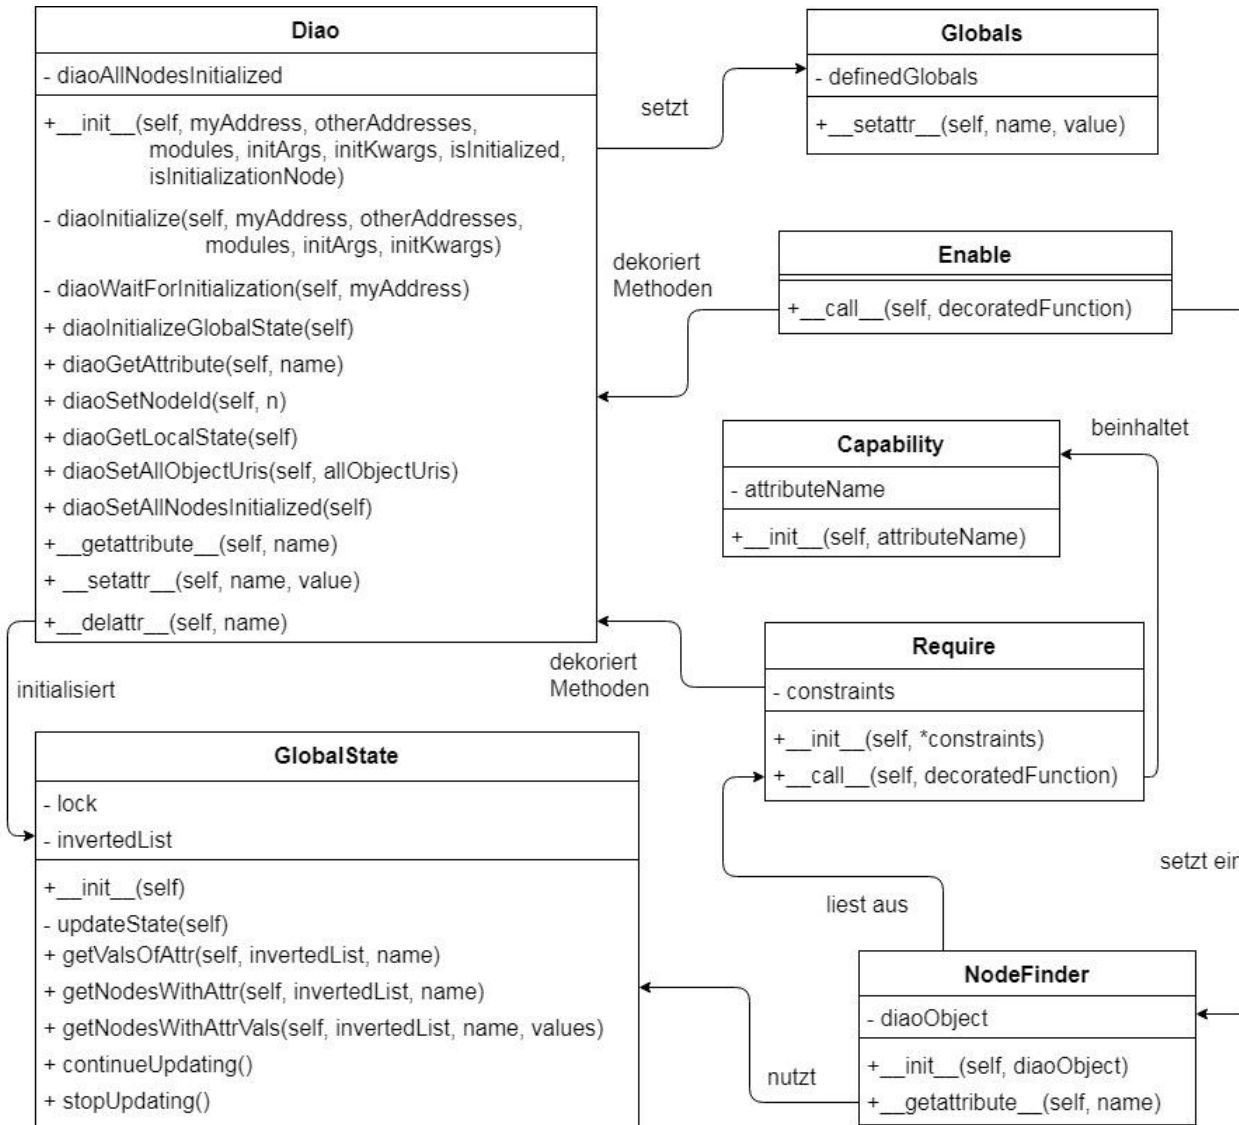 Diao
- diaoAllNodesInitialized
+__init__(self, myAddress, otherAddresses,
modules, initArgs, initKwargs, isInitialized,
isInitializationNode)
- diaoInitialize(self, myAddress, otherAddresses,
modules, initArgs, initKwargs)
- diaoWaitForInitialization(self, myAddress)
+ diaoInitializeGlobalState(self)
+ diaoGetAttribute(self, name)
+ diaoSetNodeId(self, n)
+ diaoGetLocalState(self)
+ diaoSetAllObjectUris(self, allObjectUris)
+ diaoSetAllNodesInitialized(self)
+__getattribute__(self, name)
+ __setattr__(self, name, value)
+__delattr__(self, name)
setzt
Globals
- definedGlobals
+__setattr__(self, name, value)
dekoriert
Methoden
Enable
+__call__(self, decoratedFunction)
beinhaltet
Capability
- attributeName
+__init__(self, attributeName)
dekoriert
Methoden
Require
- constraints
+__init__(self, *constraints)
+__call__(self, decoratedFunction)
initialisiert
GlobalState
- lock
- invertedList
+__init__(self)
- updateState(self)
+ getValsOfAttr(self, invertedList, name)
+ getNodesWithAttr(self, invertedList, name)
+ getNodesWithAttrVals(self, invertedList, name, values)
+ continueUpdating()
+ stopUpdating()
setzt ein
liest aus
nutzt
NodeFinder
- diaoObject
+__init__(self, diaoObject)
+__getattribute__(self, name)